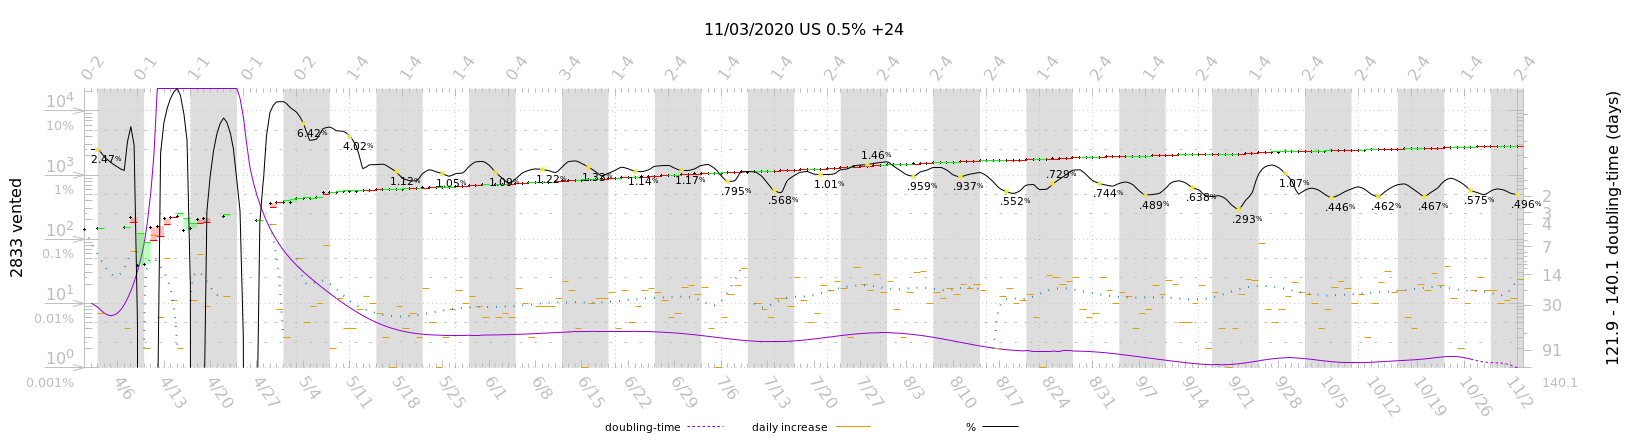 11/03/2020 US 0.5% +24
0-2 0-1 1-1 0-1 0-2 1-4 1-4 1-4 0-4 3-4 1-4 2-4 2-4 1-4 2-4 2-4 2-4 2-4 1-4 2-4 2-4 1-4 2-4 2-4 2-4 2-4 1-4 2-4
10^4
10%
10^3
1%
10^2
0.1%
10^1
0.01%
10^0
0.001%
2833 vented
2.47% 6.42% 4.02% 1.12% 1.05% 1.09% 1.22% 1.33% 1.14% 1.17% .795% .568% 1.01% 1.46% .959% .937% .552% .729% .744% .489% .638% .293% 1.07% .446% .462% .467% .575% .496%
2
3
4
7
14
30
91
140.1
121.9 - 140.1 doubling-time (days)
4/6 4/13 4/20 4/27 5/4 5/11 5/18 5/25 6/1 6/8 6/15 6/22 6/29 7/6 7/13 7/20 7/27 8/3 8/10 8/17 8/24 8/31 9/7 9/14 9/21 9/28 10/5 10/12 10/19 10/26 11/2
doubling-time daily increase %